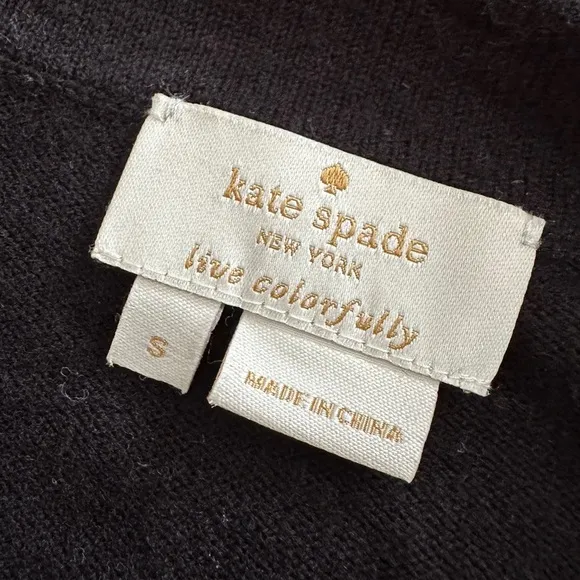 kate spade
NEW YORK
live colorfully
S
MADE IN CHINA